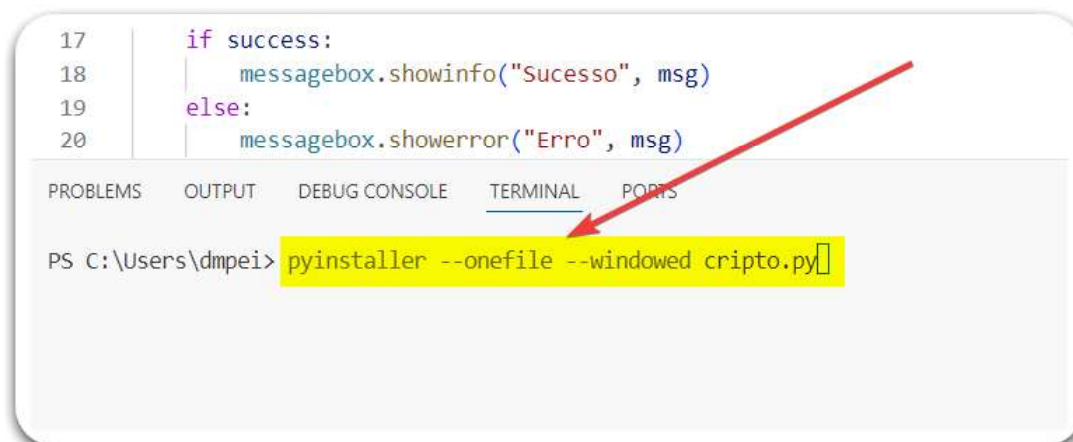 17 if success:
18 messagebox.showinfo("Sucesso", msg)
19 else:
20 messagebox.showerror("Erro", msg)
PROBLEMS OUTPUT DEBUG CONSOLE TERMINAL PORTS
PS C:\Users\dmpei> pyinstaller --onefile --windowed cripto.py